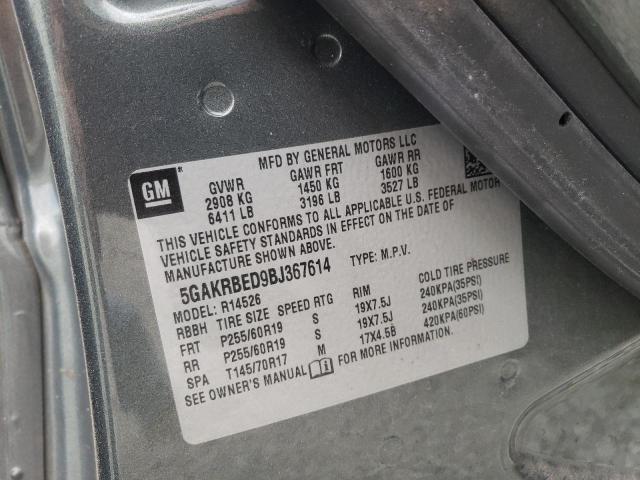 GM
MFD BY GENERAL MOTORS LLC
GVWR GAWR FRT GAWR RR
2908 KG 1450 KG 1600 KG
6411 LB 3196 LB 3527 LB
THIS VEHICLE CONFORMS TO ALL APPLICABLE U.S. FEDERAL MOTOR
VEHICLE SAFETY STANDARDS IN EFFECT ON THE DATE OF
MANUFACTURE SHOWN ABOVE.
5GAKRBED9BJ367614 TYPE: M.P.V.
MODEL: R14526
RBBH TIRE SIZE SPEED RTG RIM COLD TIRE PRESSURE
FRT P255/60R19 S 19X7.5J 240KPA(35PSI)
RR P255/60R19 S 19X7.5J 240KPA(35PSI)
SPA T145/70R17 M 17X4.5B 420KPA(60PSI)
SEE OWNER'S MANUAL FOR MORE INFORMATION.